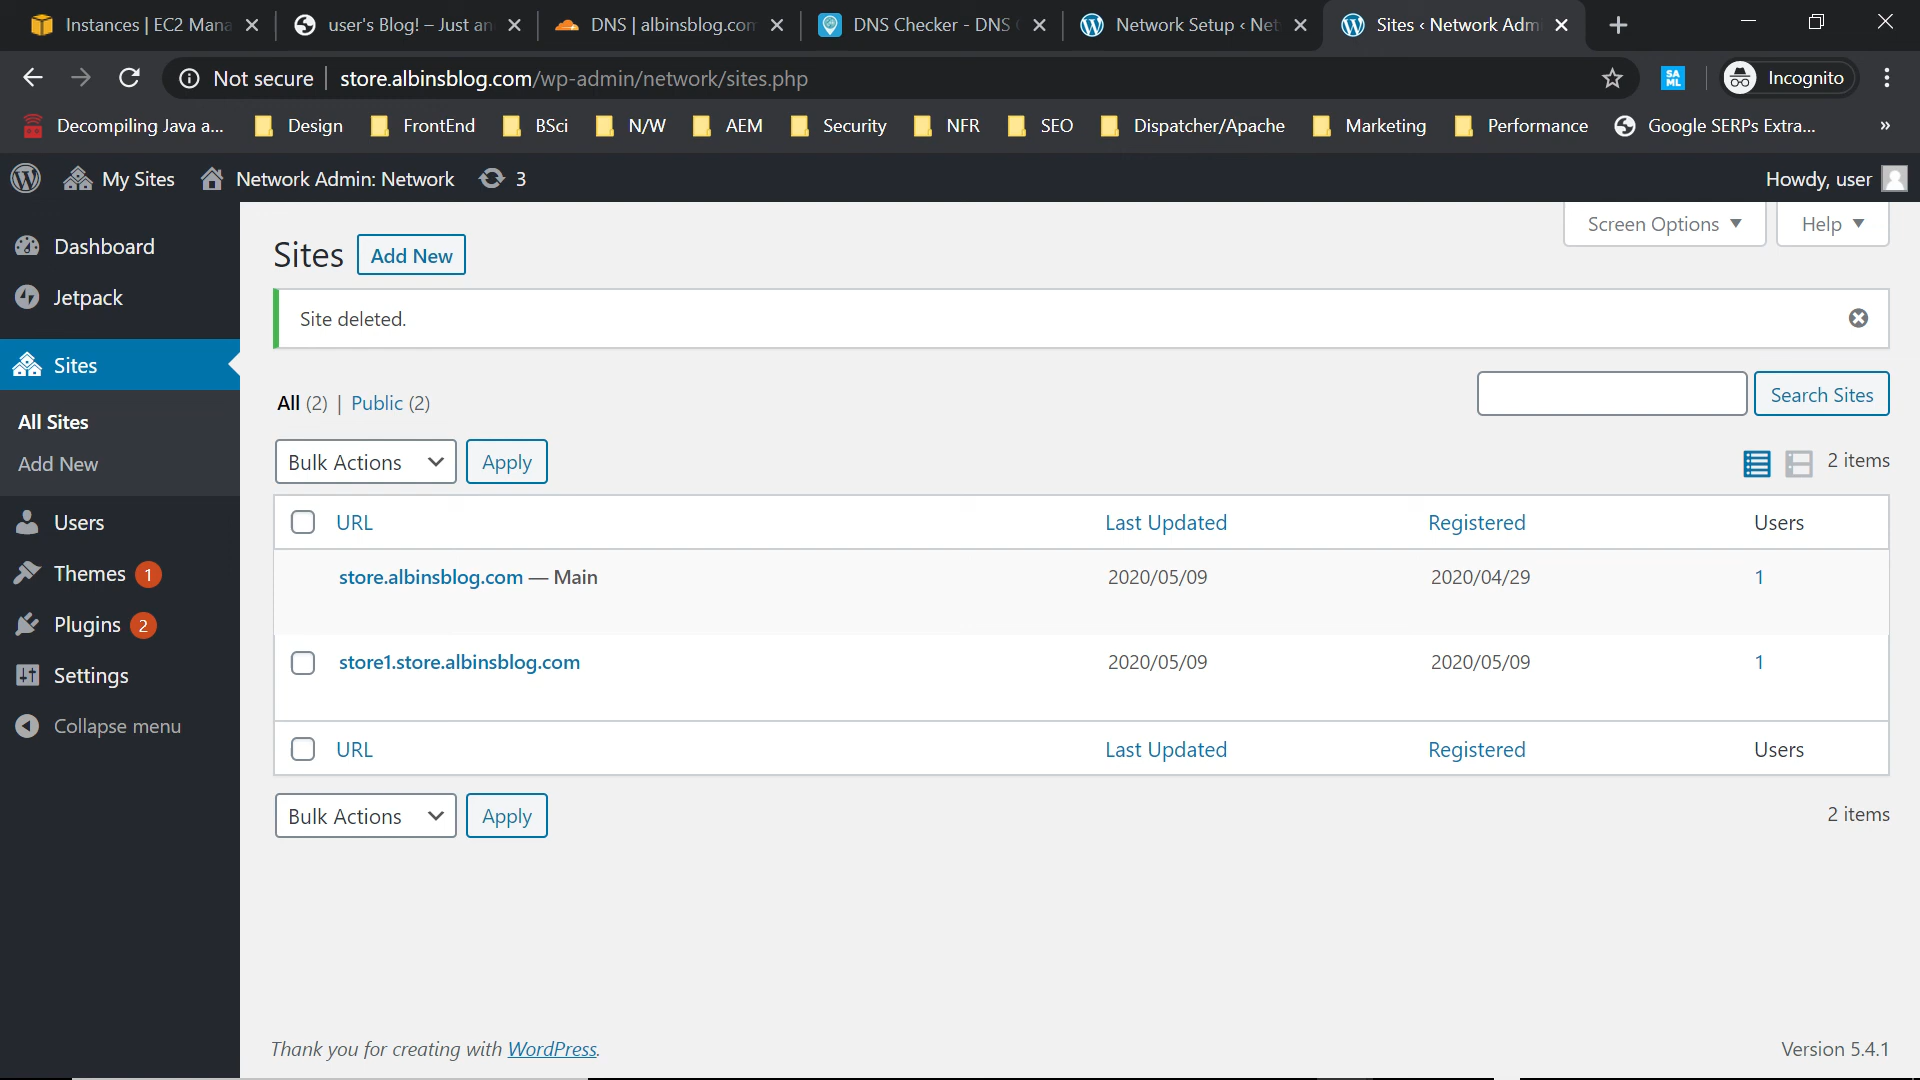 Instances | EC2 Mana
user's Blog! – Just an
DNS | albinsblog.com
DNS Checker - DNS
Network Setup ‹ Net
Sites ‹ Network Adm
Not secure
store.albinsblog.com/wp-admin/network/sites.php
SA
ML
Incognito
Decompiling Java a...
Design
FrontEnd
BSci
N/W
AEM
Security
NFR
SEO
Dispatcher/Apache
Marketing
Performance
Google SERPs Extra...
»
My Sites
Network Admin: Network
3
Howdy, user
Dashboard
Jetpack
Sites
All Sites
Add New
Users
Themes 1
Plugins 2
Settings
Collapse menu
Screen Options
Help
Sites
Add New
Site deleted.
All (2) | Public (2)
Search Sites
Bulk Actions
Apply
2 items
URL Last Updated Registered Users
store.albinsblog.com — Main 2020/05/09 2020/04/29 1
store1.store.albinsblog.com 2020/05/09 2020/05/09 1
URL Last Updated Registered Users
Bulk Actions
Apply
2 items
Thank you for creating with WordPress.
Version 5.4.1